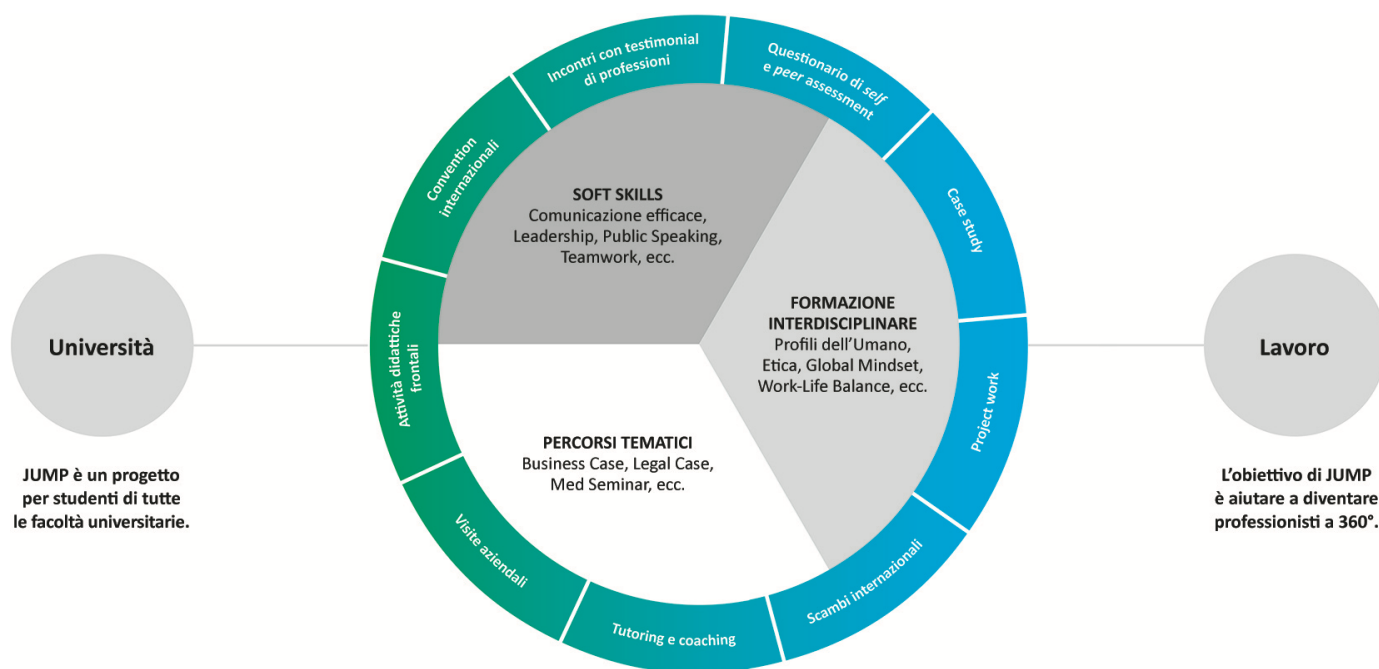 Università
JUMP è un progetto
per studenti di tutte
le facoltà universitarie.
Incontri con testimonial
di professioni
Questionario di self
e peer assessment
Case study
Project work
Scambi internazionali
Tutoring e coaching
Visite aziendali
Attività didattiche
frontali
Convention
internazionali
SOFT SKILLS
Comunicazione efficace,
Leadership, Public Speaking,
Teamwork, ecc.
FORMAZIONE
INTERDISCIPLINARE
Profili dell'Umano,
Etica, Global Mindset,
Work-Life Balance, ecc.
PERCORSI TEMATICI
Business Case, Legal Case,
Med Seminar, ecc.
Lavoro
L'obiettivo di JUMP
è aiutare a diventare
professionisti a 360°.